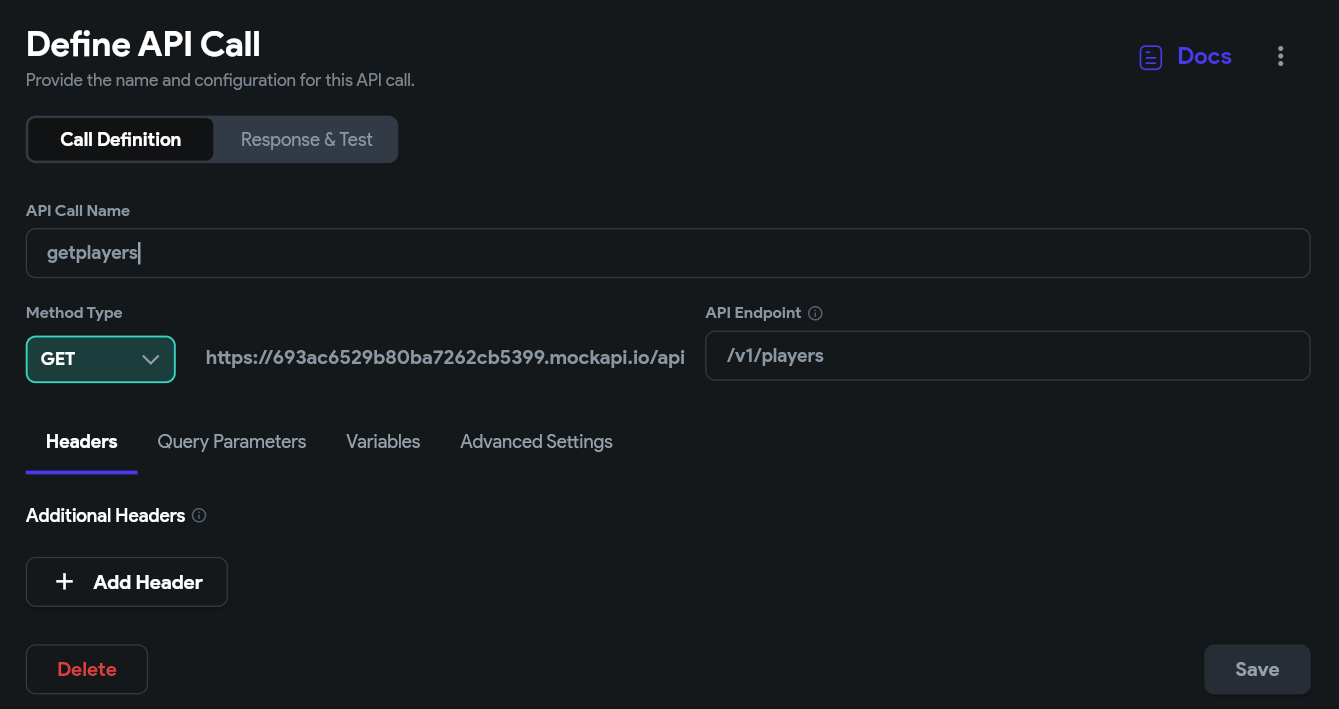 Define API Call
Docs
Provide the name and configuration for this API call.
Call Definition
Response & Test
API Call Name
getplayers
Method Type
API Endpoint
GET
https://693ac6529b80ba7262cb5399.mockapi.io/api
/v1/players
Headers
Query Parameters
Variables
Advanced Settings
Additional Headers
Add Header
Delete
Save